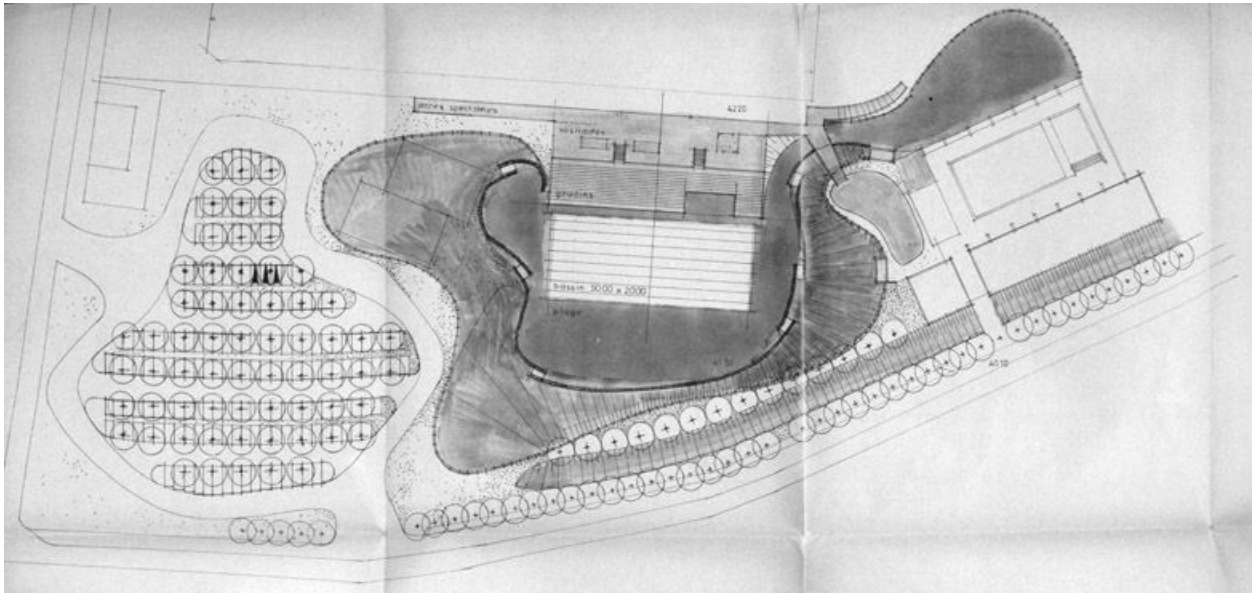 accès spectateurs
4220
vestiaires
gradins
bassin 5000 x 2000
plage
4010